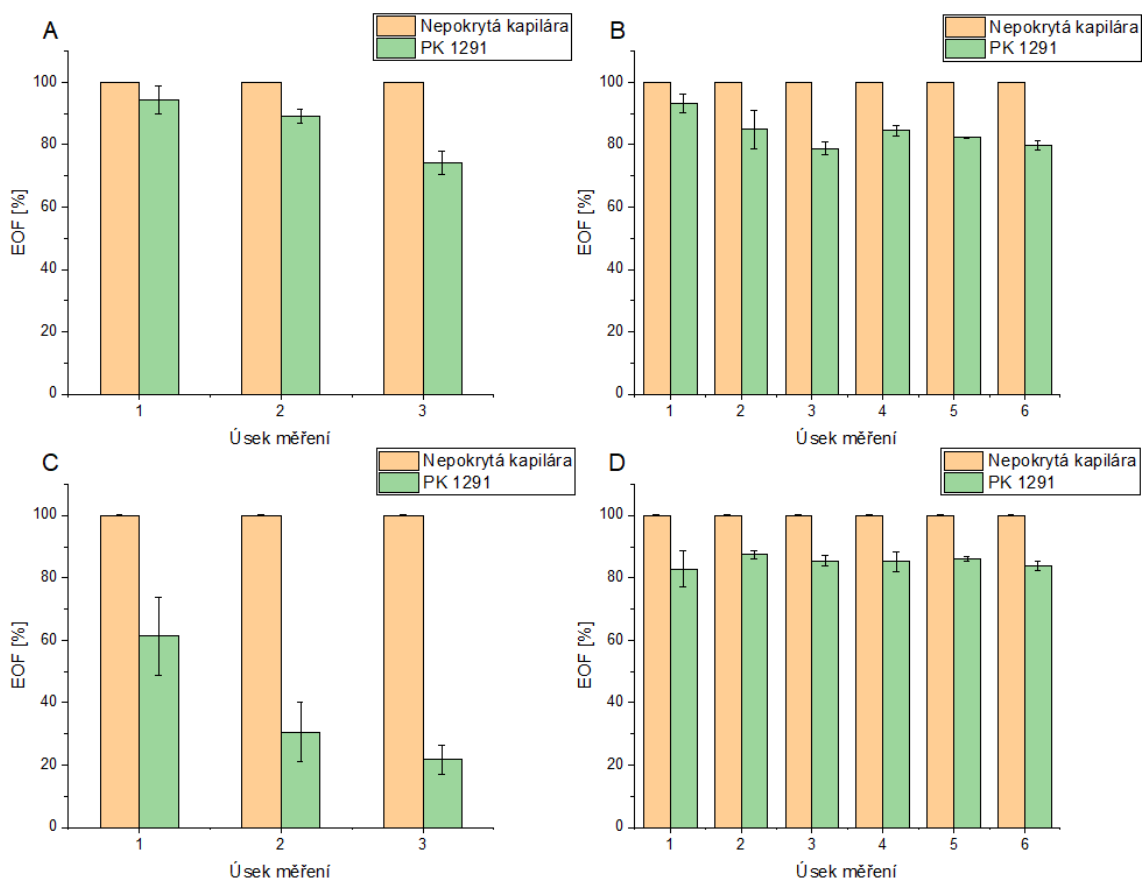 A
Nepokrytá kapilára
PK 1291
100
80
60
40
20
0
EOF [%]
1
2
3
Úsek měření
B
Nepokrytá kapilára
PK 1291
100
80
60
40
20
0
EOF [%]
1
2
3
4
5
6
Úsek měření
C
Nepokrytá kapilára
PK 1291
100
80
60
40
20
0
EOF [%]
1
2
3
Úsek měření
D
Nepokrytá kapilára
PK 1291
100
80
60
40
20
0
EOF [%]
1
2
3
4
5
6
Úsek měření